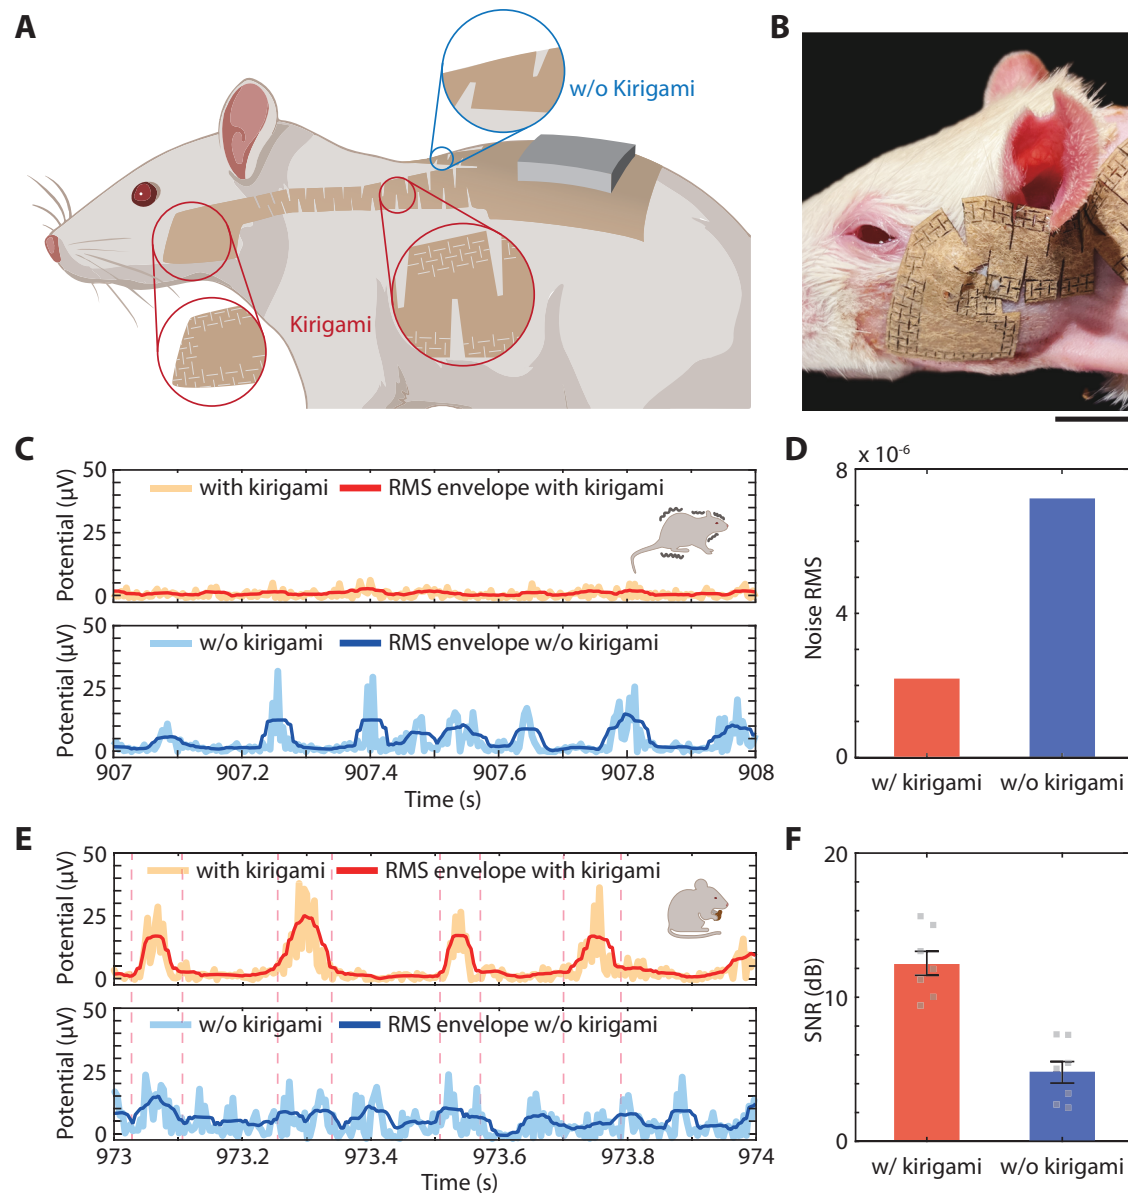 A
w/o Kirigami
Kirigami
B
C
50
25
0
Potential (µV)
with kirigami
RMS envelope with kirigami
50
25
0
Potential (µV)
w/o kirigami
RMS envelope w/o kirigami
907
907.2
907.4
907.6
907.8
908
Time (s)
D
x 10-6
8
4
0
Noise RMS
w/ kirigami
w/o kirigami
E
50
25
0
Potential (µV)
with kirigami
RMS envelope with kirigami
50
25
0
Potential (µV)
w/o kirigami
RMS envelope w/o kirigami
973
973.2
973.4
973.6
973.8
974
Time (s)
F
20
10
0
SNR (dB)
w/ kirigami
w/o kirigami